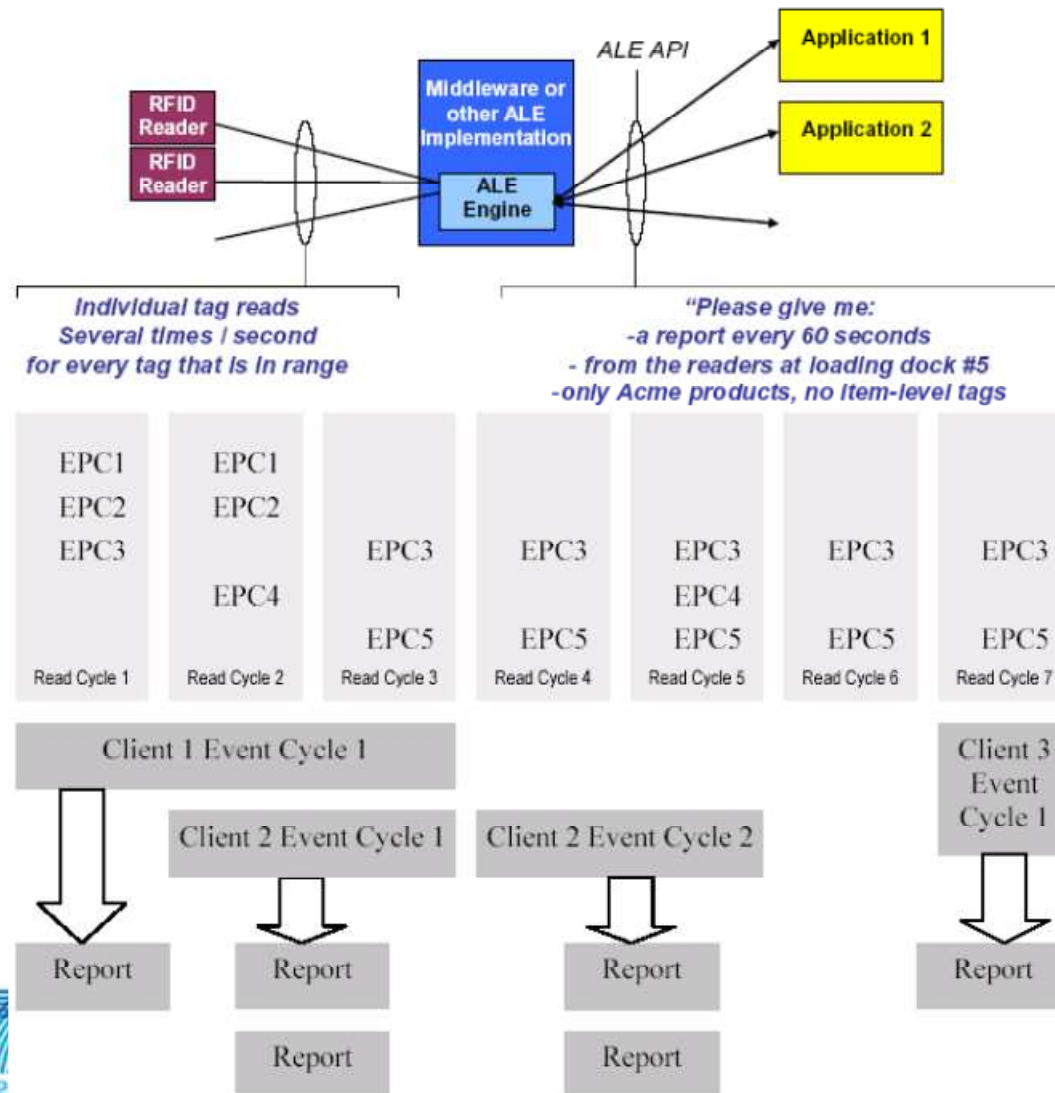 ALE API
Application 1
Application 2
RFID
Reader
RFID
Reader
Middleware or
other ALE
Implementation
ALE
Engine
Individual tag reads
Several times / second
for every tag that is in range
“Please give me:
-a report every 60 seconds
- from the readers at loading dock #5
-only Acme products, no item-level tags
EPC1
EPC2
EPC3
Read Cycle 1
EPC1
EPC2
EPC4
Read Cycle 2
EPC3
EPC5
Read Cycle 3
EPC3
EPC5
Read Cycle 4
EPC3
EPC4
EPC5
Read Cycle 5
EPC3
EPC5
Read Cycle 6
EPC3
EPC5
Read Cycle 7
Client 1 Event Cycle 1
Client 2 Event Cycle 1
Client 2 Event Cycle 2
Client 3
Event
Cycle 1
Report
Report
Report
Report
Report
Report